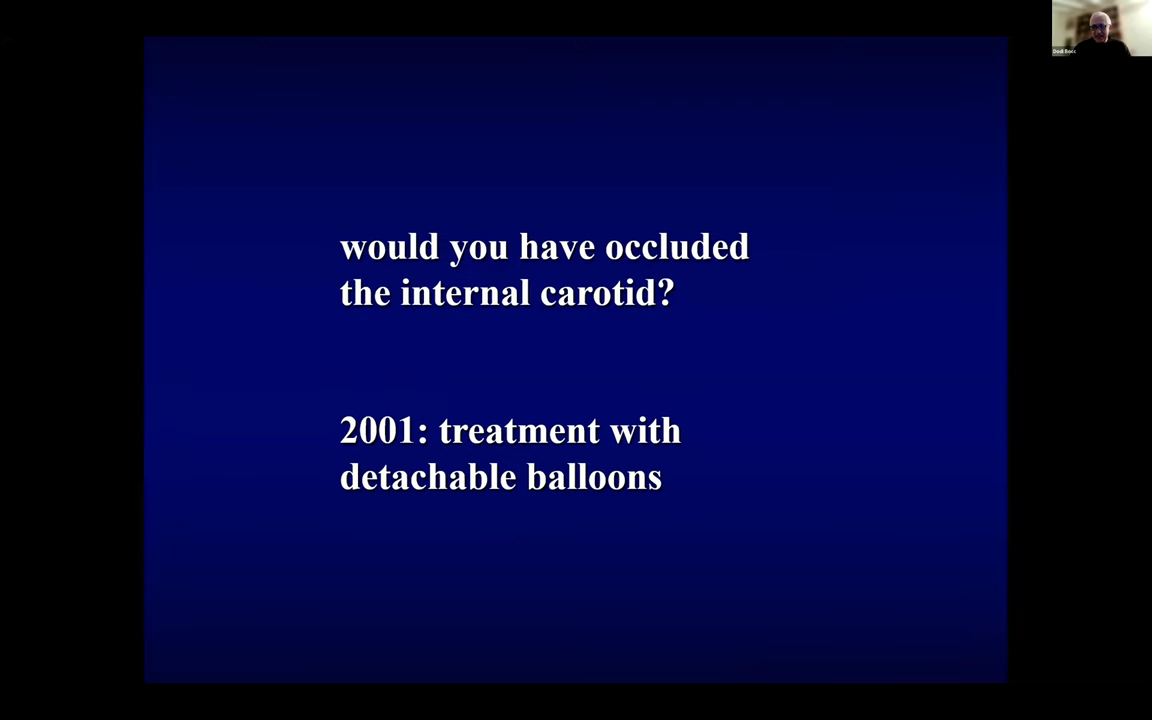 would you have occluded
the internal carotid?
2001: treatment with
detachable balloons